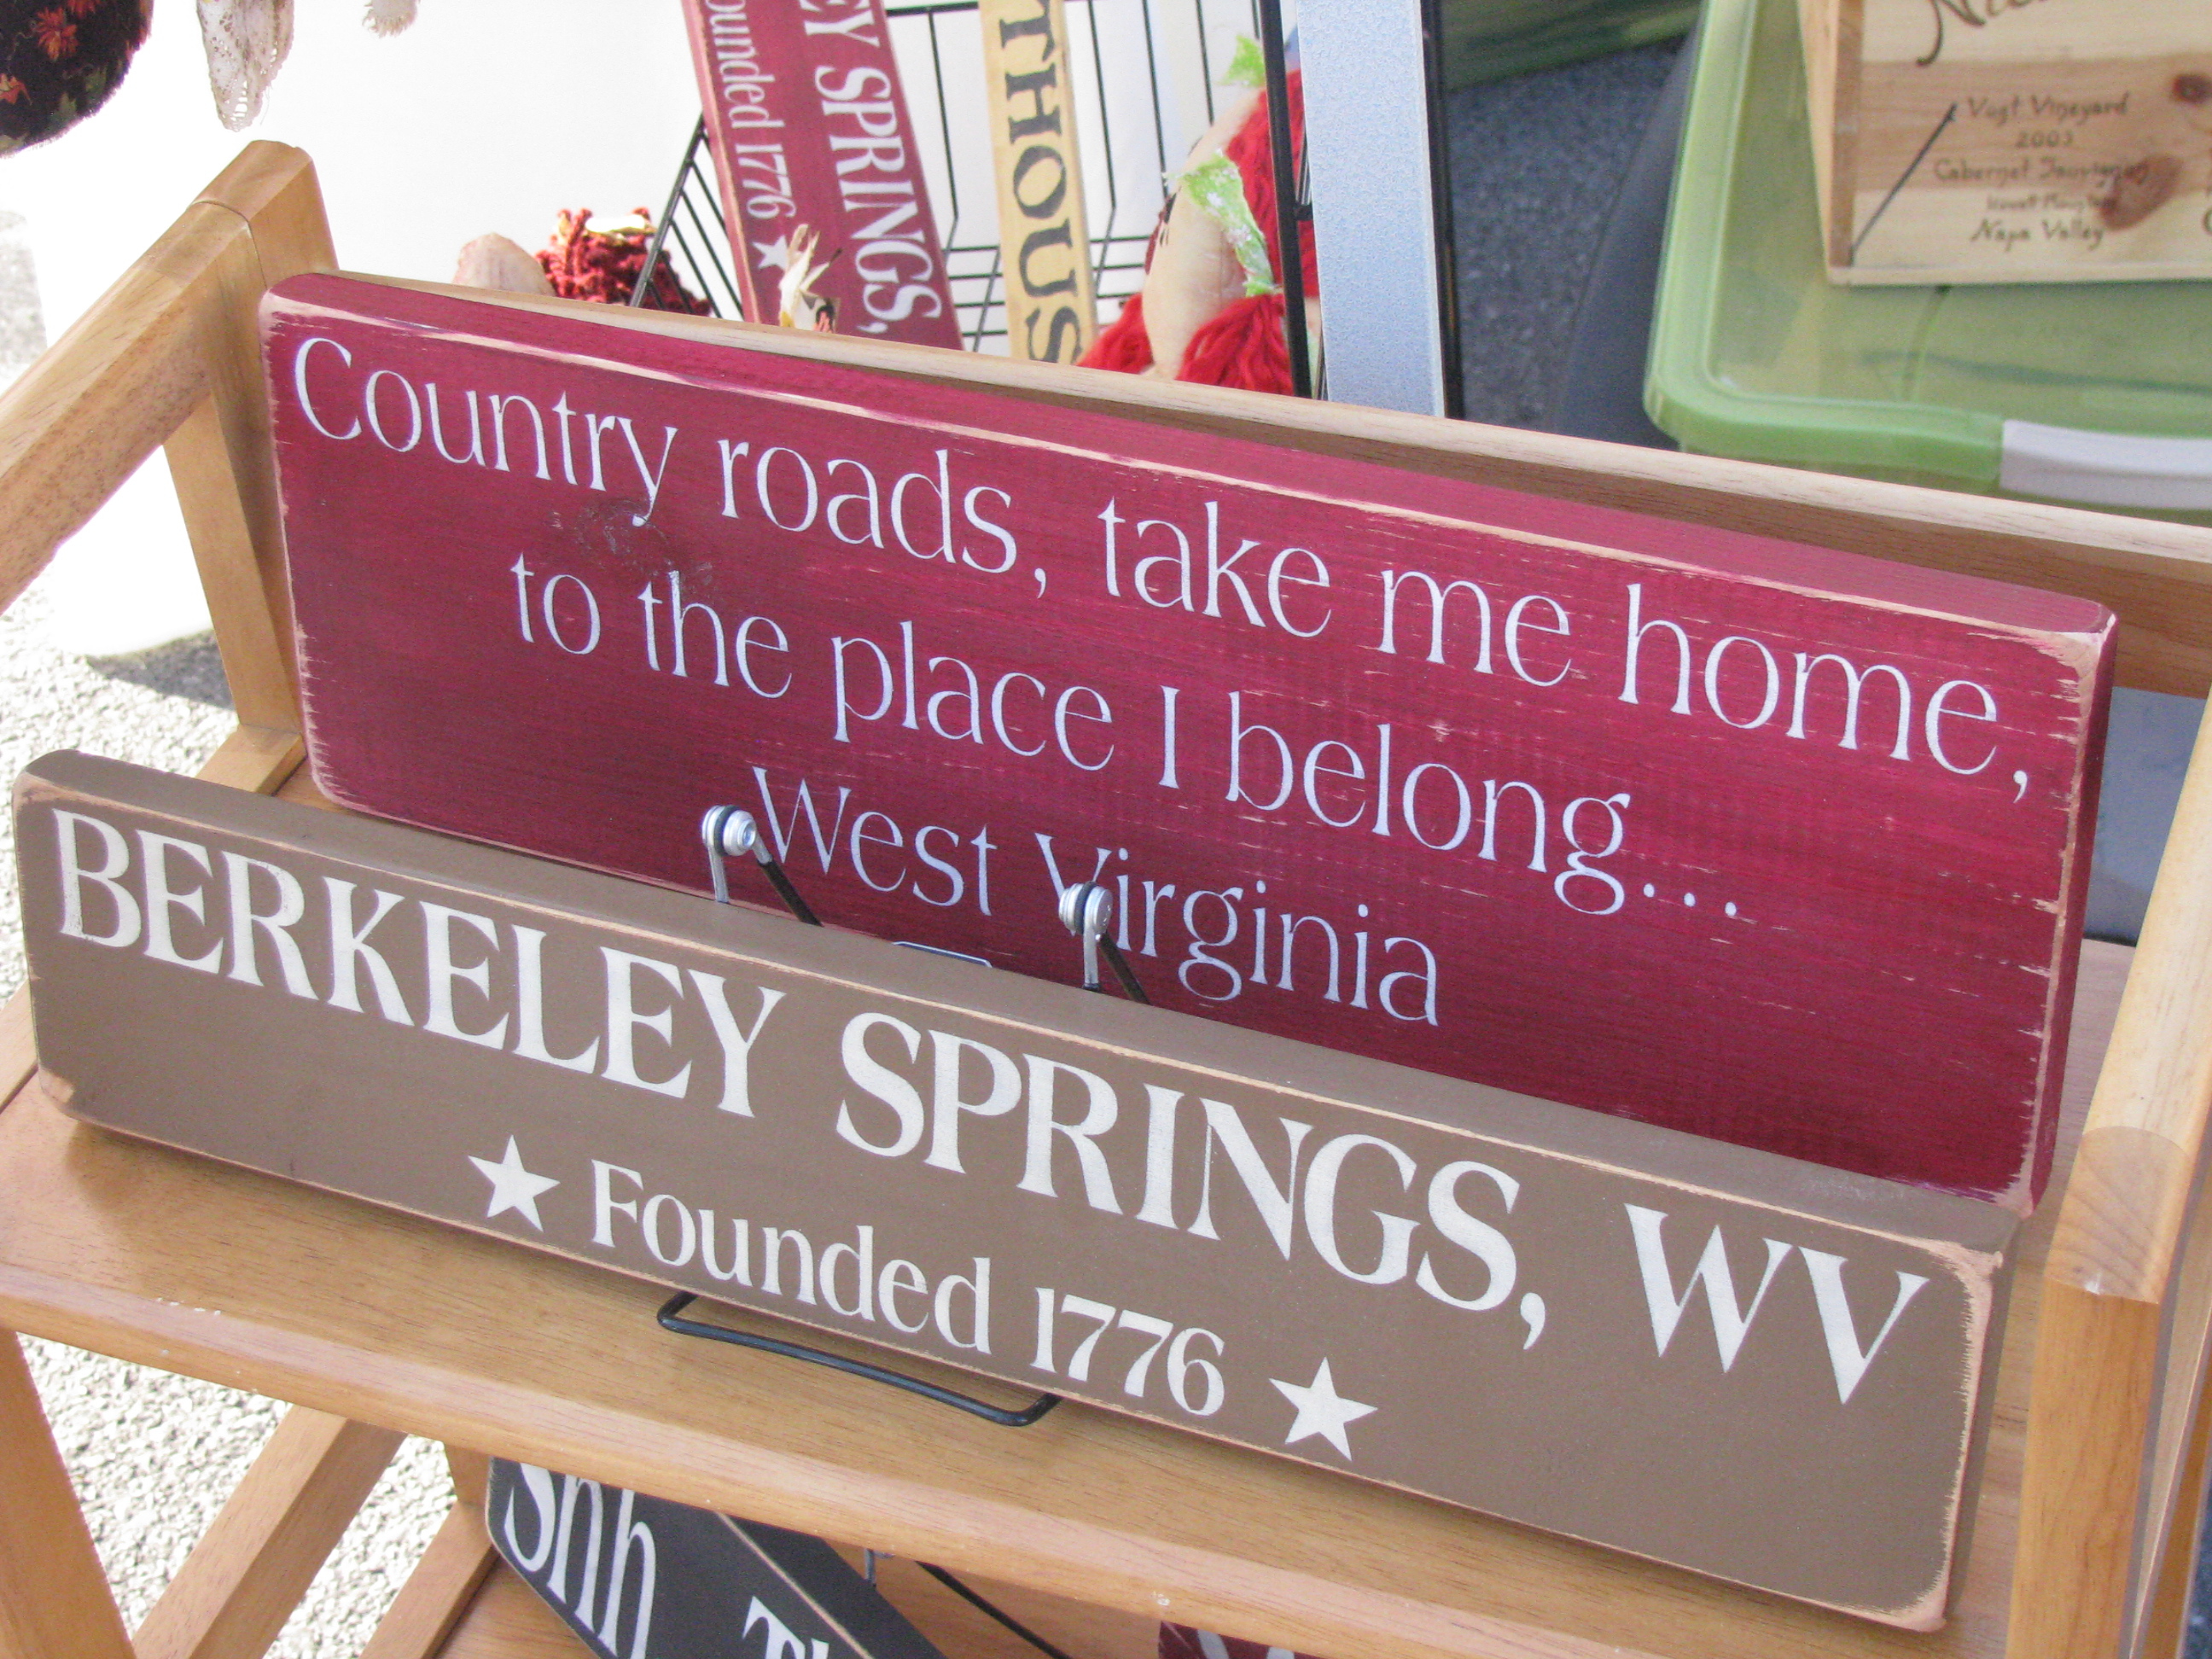 EY SPRINGS,
ounded 1776
THOUS
Vogt Vineyard
2003
Cabernet Sauvignon
Napa Valley
Country roads, take me home,
to the place I belong...
West Virginia
BERKELEY SPRINGS, WV
Founded 1776
Shh